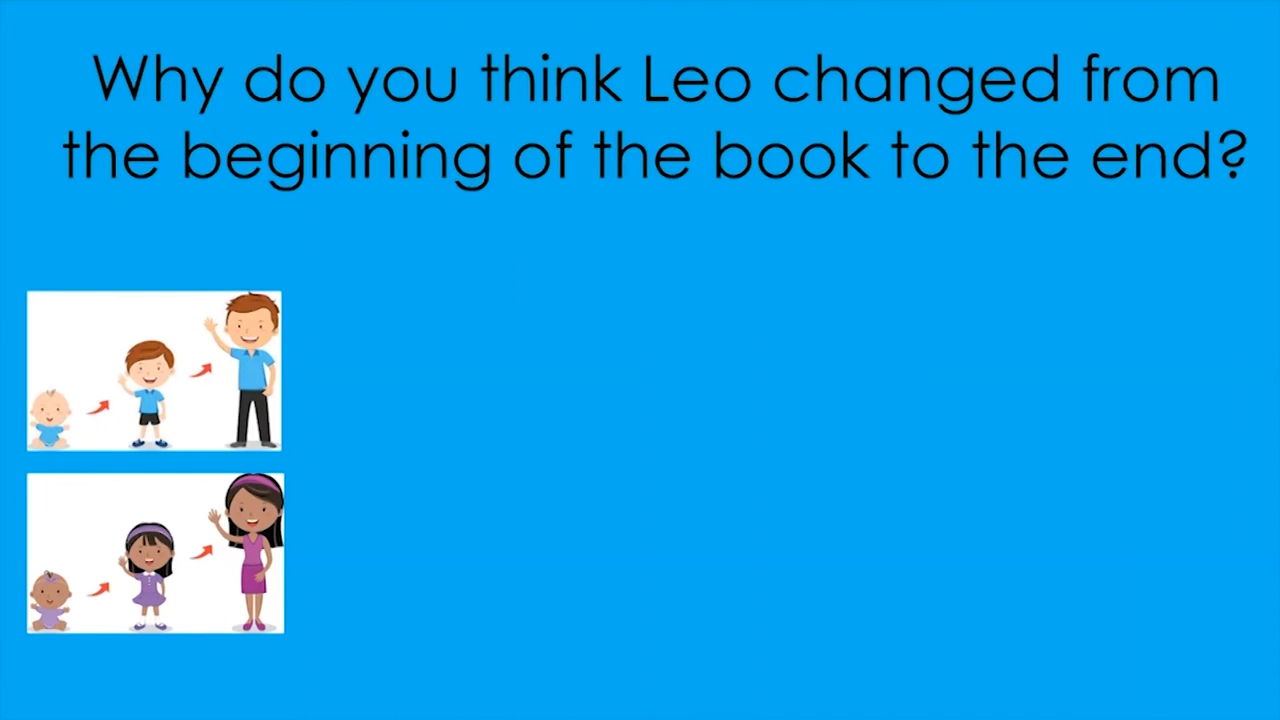 Why do you think Leo changed from
the beginning of the book to the end?